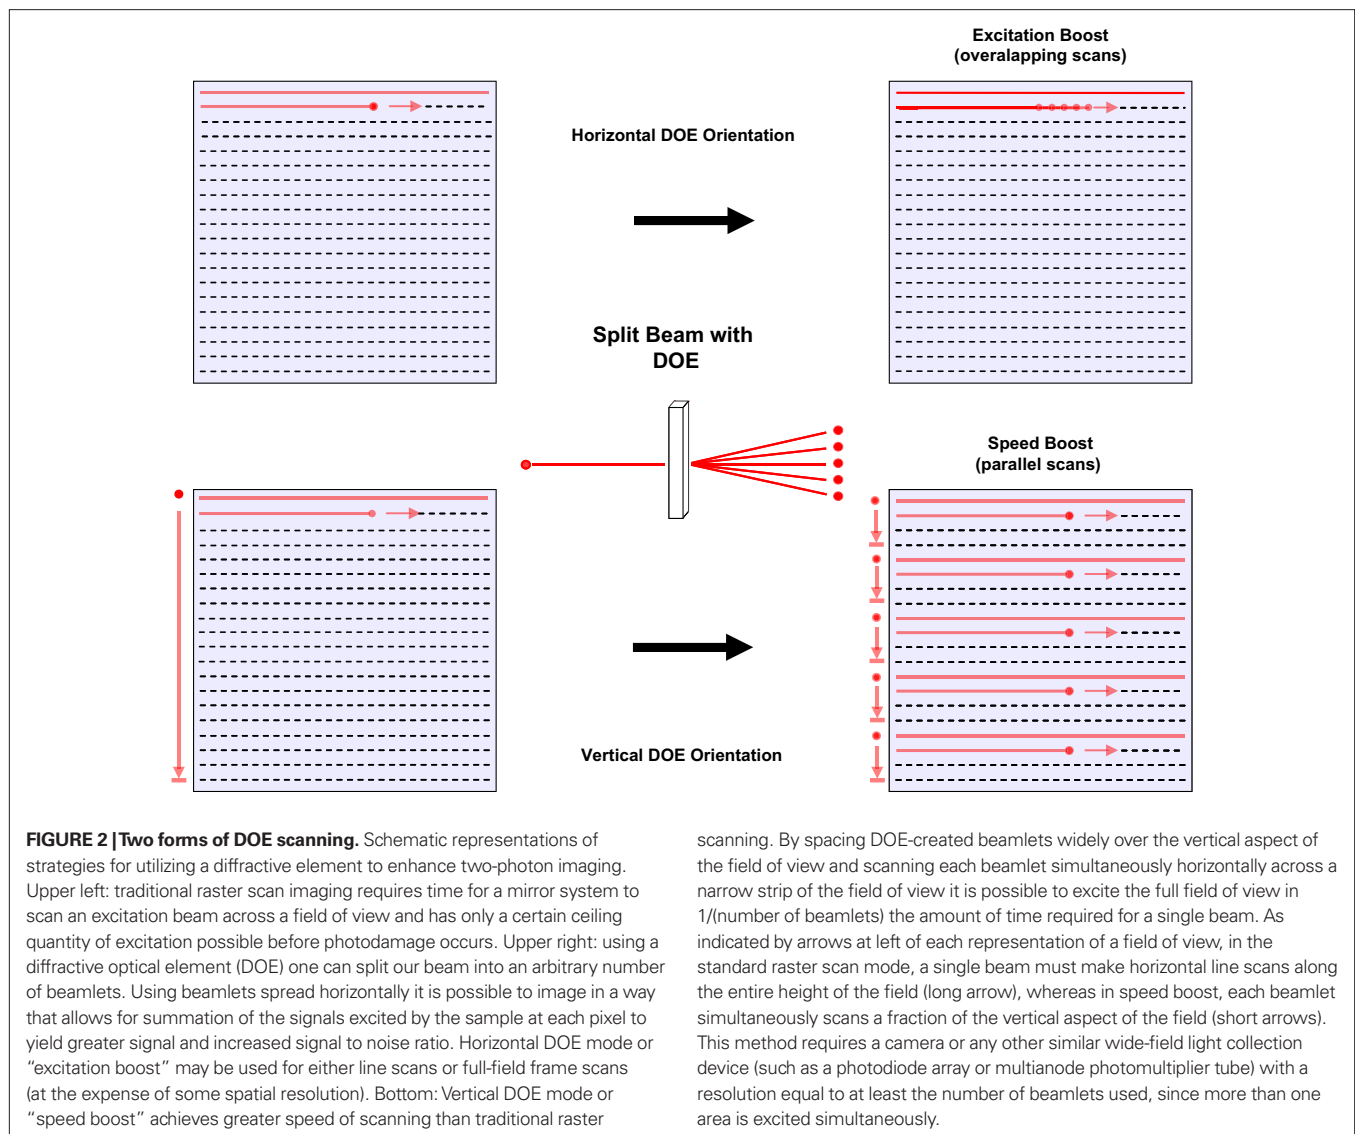 Excitation Boost
(overalapping scans)
Horizontal DOE Orientation
Split Beam with
DOE
Speed Boost
(parallel scans)
Vertical DOE Orientation
FIGURE 2 | Two forms of DOE scanning. Schematic representations of
strategies for utilizing a diffractive element to enhance two-photon imaging.
Upper left: traditional raster scan imaging requires time for a mirror system to
scan an excitation beam across a field of view and has only a certain ceiling
quantity of excitation possible before photodamage occurs. Upper right: using a
diffractive optical element (DOE) one can split our beam into an arbitrary number
of beamlets. Using beamlets spread horizontally it is possible to image in a way
that allows for summation of the signals excited by the sample at each pixel to
yield greater signal and increased signal to noise ratio. Horizontal DOE mode or
“excitation boost” may be used for either line scans or full-field frame scans
(at the expense of some spatial resolution). Bottom: Vertical DOE mode or
“speed boost” achieves greater speed of scanning than traditional raster
scanning. By spacing DOE-created beamlets widely over the vertical aspect of
the field of view and scanning each beamlet simultaneously horizontally across a
narrow strip of the field of view it is possible to excite the full field of view in
1/(number of beamlets) the amount of time required for a single beam. As
indicated by arrows at left of each representation of a field of view, in the
standard raster scan mode, a single beam must make horizontal line scans along
the entire height of the field (long arrow), whereas in speed boost, each beamlet
simultaneously scans a fraction of the vertical aspect of the field (short arrows).
This method requires a camera or any other similar wide-field light collection
device (such as a photodiode array or multianode photomultiplier tube) with a
resolution equal to at least the number of beamlets used, since more than one
area is excited simultaneously.